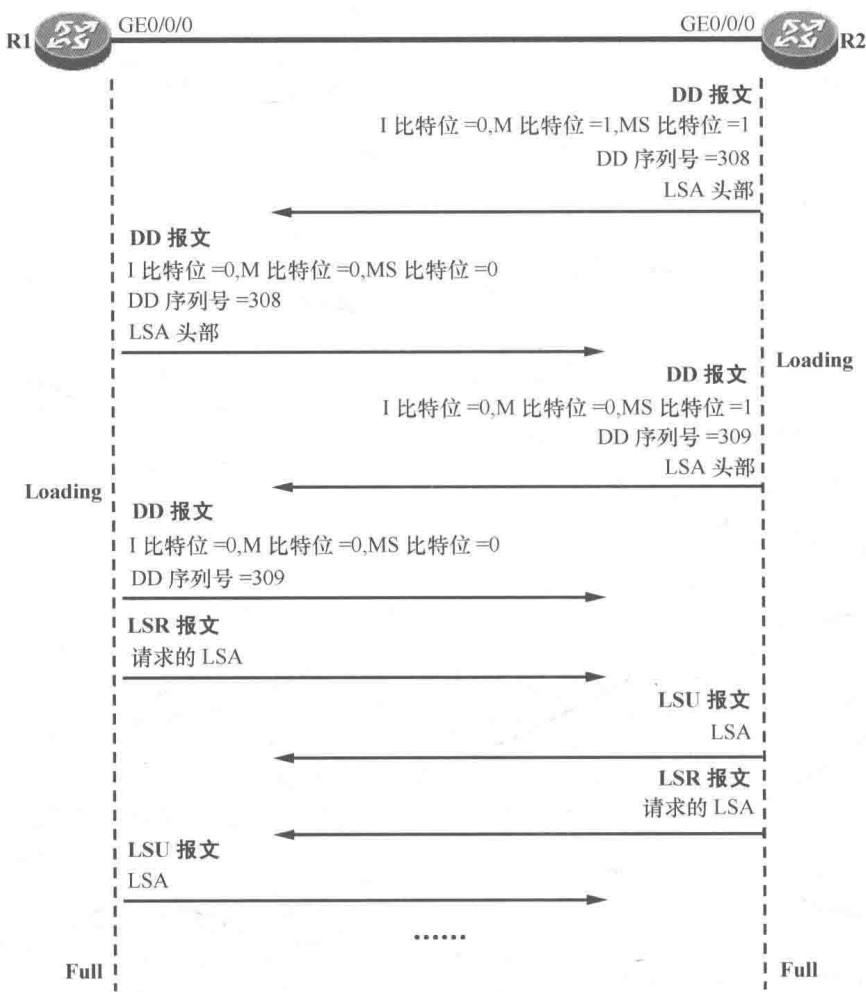 R1
GE0/0/0
GE0/0/0
R2
DD 报文
I 比特位 =0,M 比特位 =1,MS 比特位 =1
DD 序列号 =308
LSA 头部
DD 报文
I 比特位 =0,M 比特位 =0,MS 比特位 =0
DD 序列号 =308
LSA 头部
Loading
DD 报文
I 比特位 =0,M 比特位 =0,MS 比特位 =1
DD 序列号 =309
LSA 头部
Loading
DD 报文
I 比特位 =0,M 比特位 =0,MS 比特位 =0
DD 序列号 =309
LSR 报文
请求的 LSA
LSU 报文
LSA
LSR 报文
请求的 LSA
LSU 报文
LSA
......
Full
Full